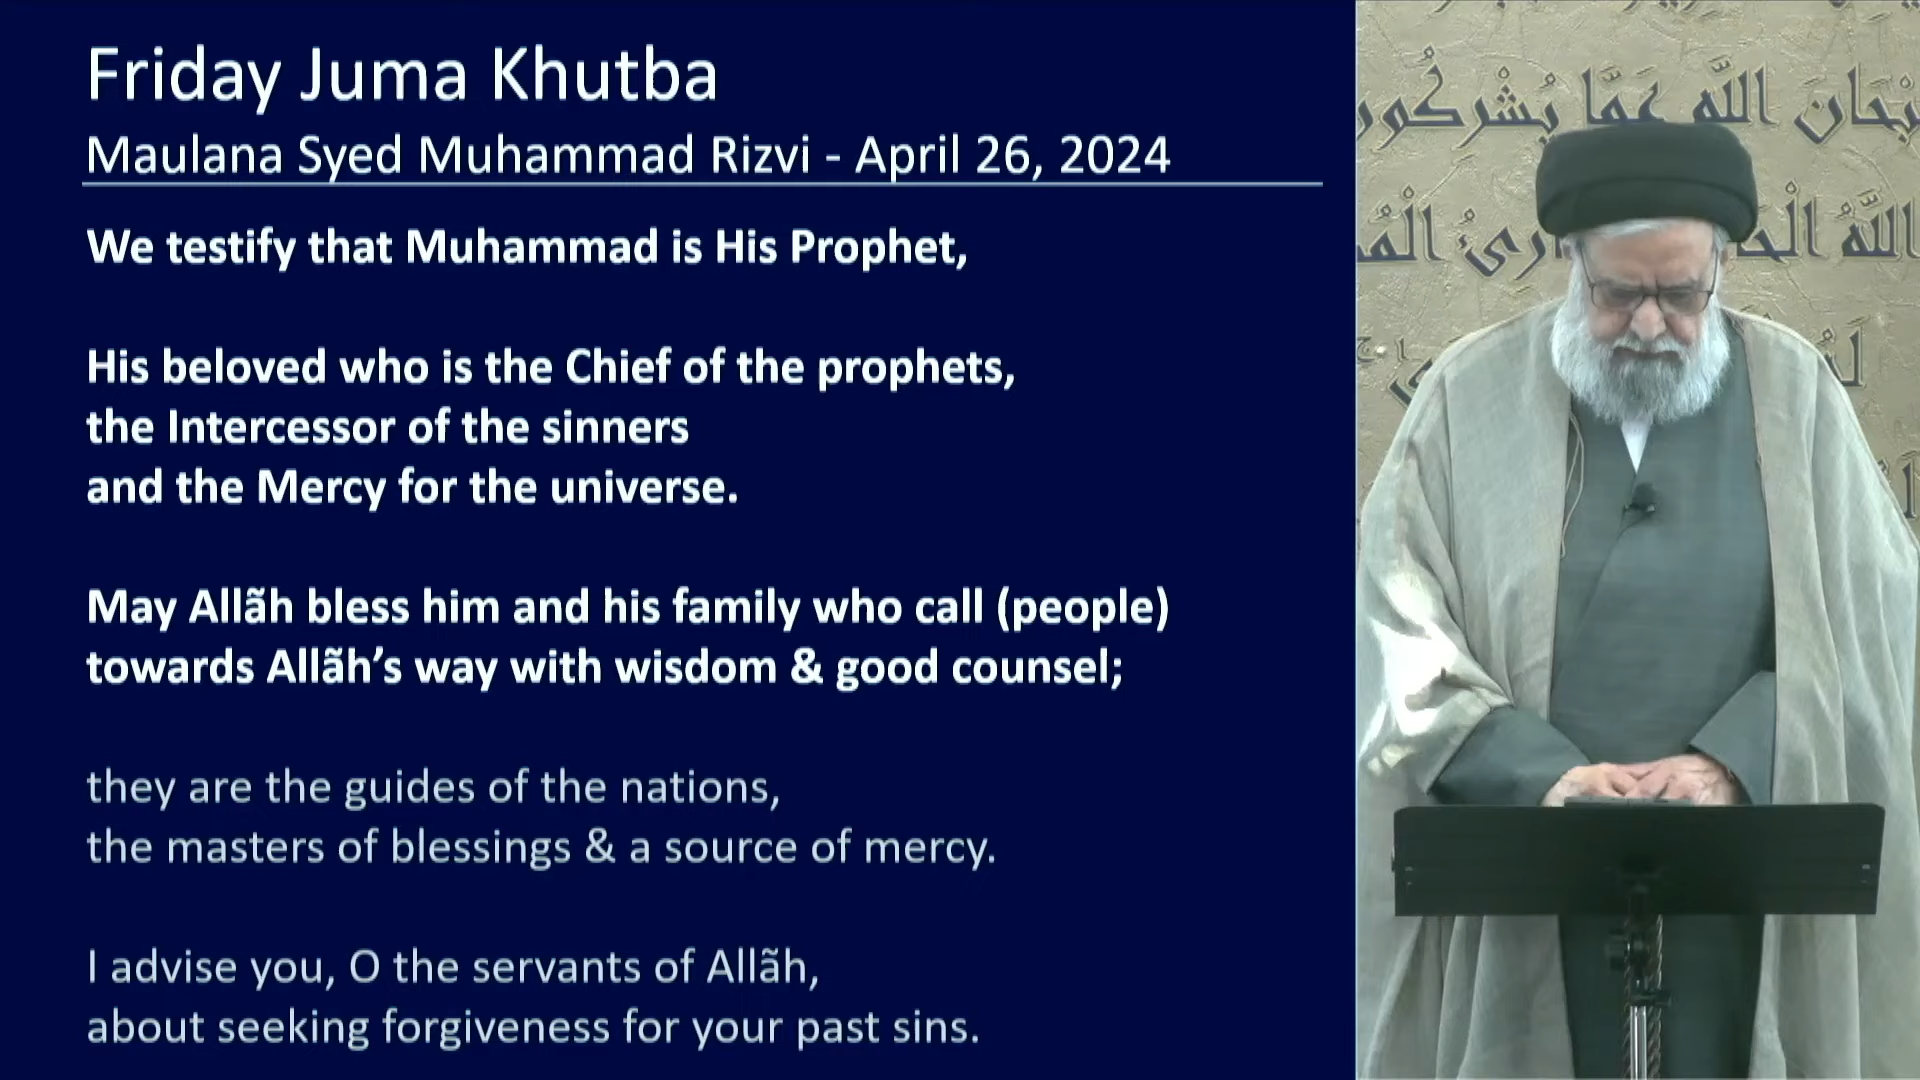 Friday Juma Khutba
Maulana Syed Muhammad Rizvi - April 26, 2024
We testify that Muhammad is His Prophet,
His beloved who is the Chief of the prophets,
the Intercessor of the sinners
and the Mercy for the universe.
May Allãh bless him and his family who call (people)
towards Allãh’s way with wisdom & good counsel;
they are the guides of the nations,
the masters of blessings & a source of mercy.
I advise you, O the servants of Allãh,
about seeking forgiveness for your past sins.
اللَّهِ عَمَّا يُشْرِكُونَ
اللَّهُ